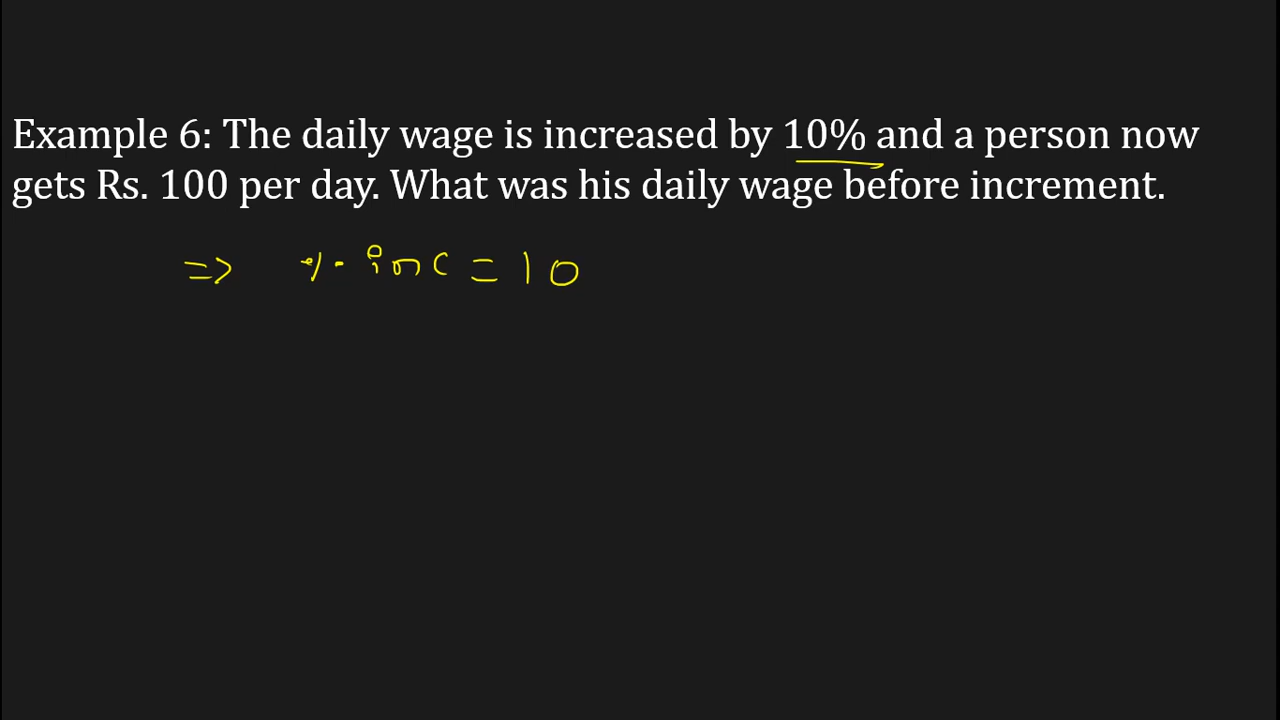 Example 6: The daily wage is increased by 10% and a person now
gets Rs. 100 per day. What was his daily wage before increment.
=> %. inc = 10